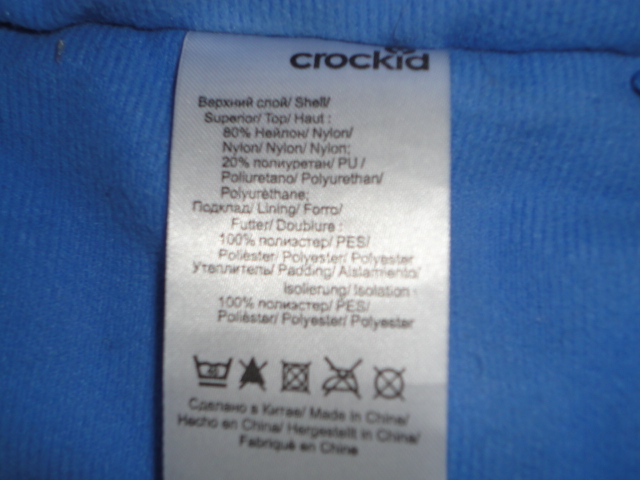 crockid
Верхний слой/ Shell/
Superior/ Top/ Haut :
80% Нейлон/ Nylon/
Nylon/ Nylon/ Nylon;
20% полиуретан/ PU /
Poliuretano/ Polyurethan/
Polyuréthane;
Подклад/ Lining/ Forro/
Futter/ Doublure :
100% полиэстер/ PES/
Poliéster/ Polyester/ Polyester
Утеплитель/ Padding/ Aislamiento/
Isolierung/ Isolation :
100% полиэстер/ PES/
Poliéster/ Polyester/ Polyester
Сделано в Китае/ Made in China/
Hecho en China/ Hergestellt in China/
Fabriqué en Chine